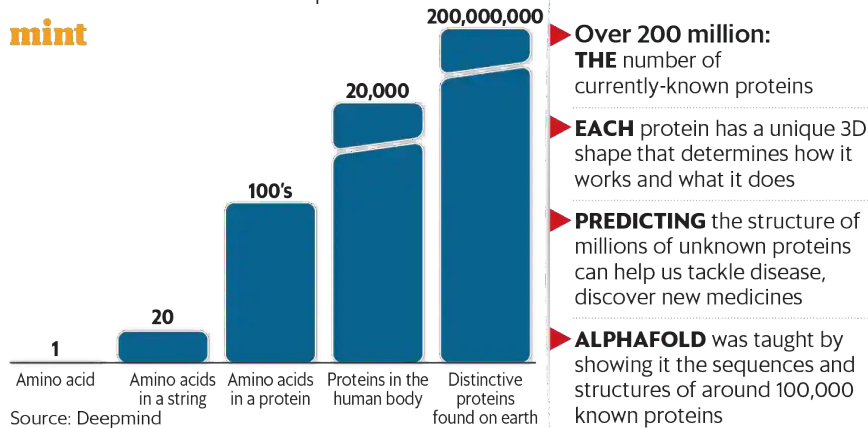 mint
200,000,000
20,000
100's
20
1
Amino acid
Amino acids
in a string
Amino acids
in a protein
Proteins in the
human body
Distinctive
proteins
found on earth
Source: Deepmind
Over 200 million:
THE number of
currently-known proteins
EACH protein has a unique 3D
shape that determines how it
works and what it does
PREDICTING the structure of
millions of unknown proteins
can help us tackle disease,
discover new medicines
ALPHAFOLD was taught by
showing it the sequences and
structures of around 100,000
known proteins